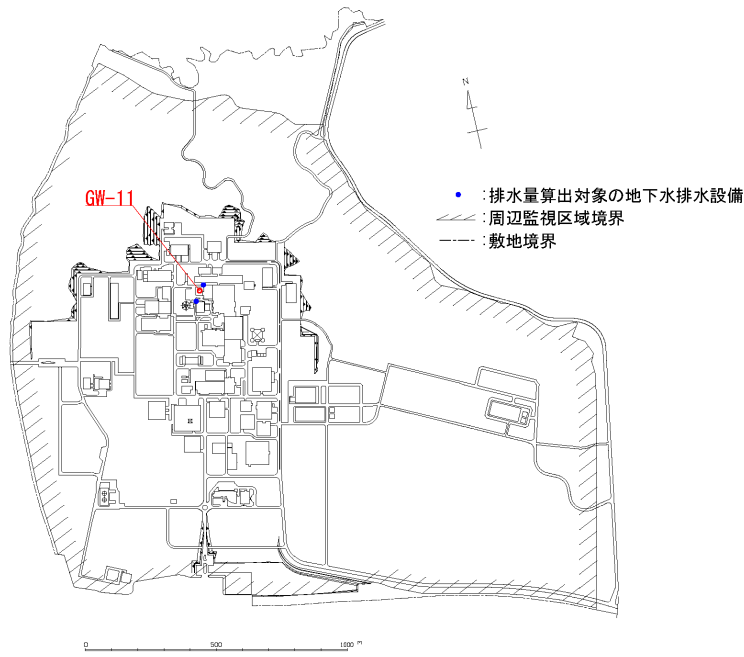 N
GW-11
:排水量算出対象の地下水排水設備
:周辺監視区域境界
:敷地境界
0 500 1000 (m)